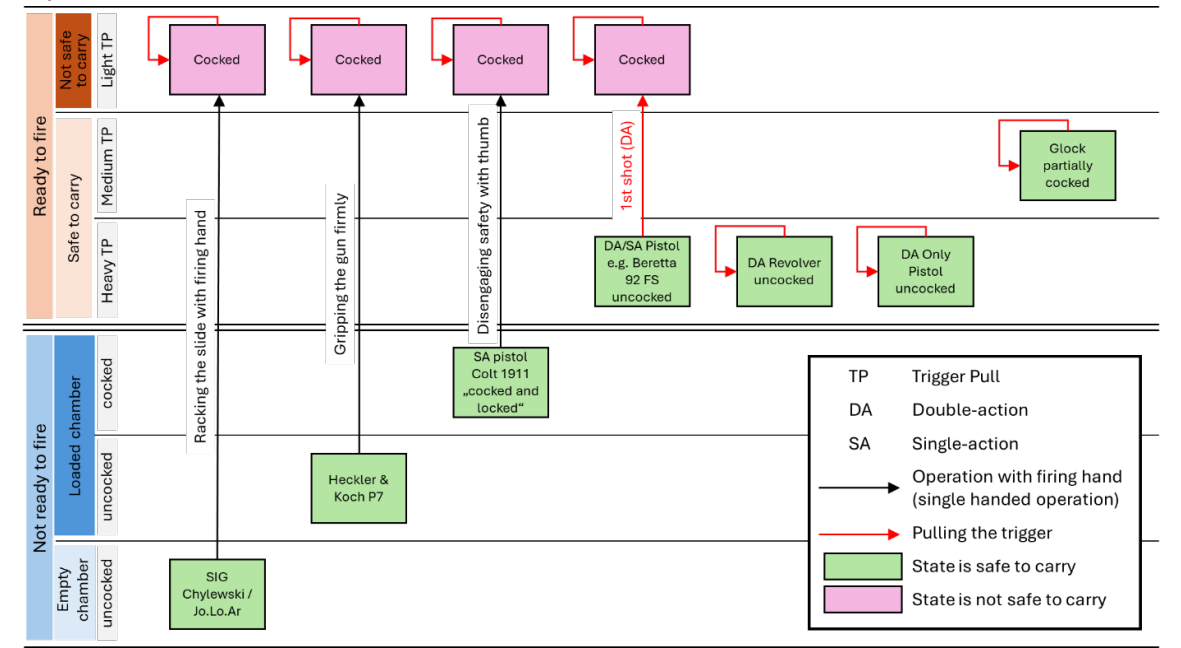 Ready to fire
Not safe
to carry
Light TP
Cocked
Cocked
Cocked
Cocked
Safe to carry
Medium TP
Heavy TP
1st shot (DA)
Glock
partially
cocked
DA/SA Pistol
e.g. Beretta
92 FS
uncocked
DA Revolver
uncocked
DA Only
Pistol
uncocked
Racking the slide with firing hand
Gripping the gun firmly
Disengaging safety with thumb
Not ready to fire
Loaded chamber
cocked
uncocked
SA pistol
Colt 1911
„cocked and
locked“
Heckler &
Koch P7
Empty
chamber
uncocked
SIG
Chylewski /
Jo.Lo.Ar
TP Trigger Pull
DA Double-action
SA Single-action
Operation with firing hand
(single handed operation)
Pulling the trigger
State is safe to carry
State is not safe to carry